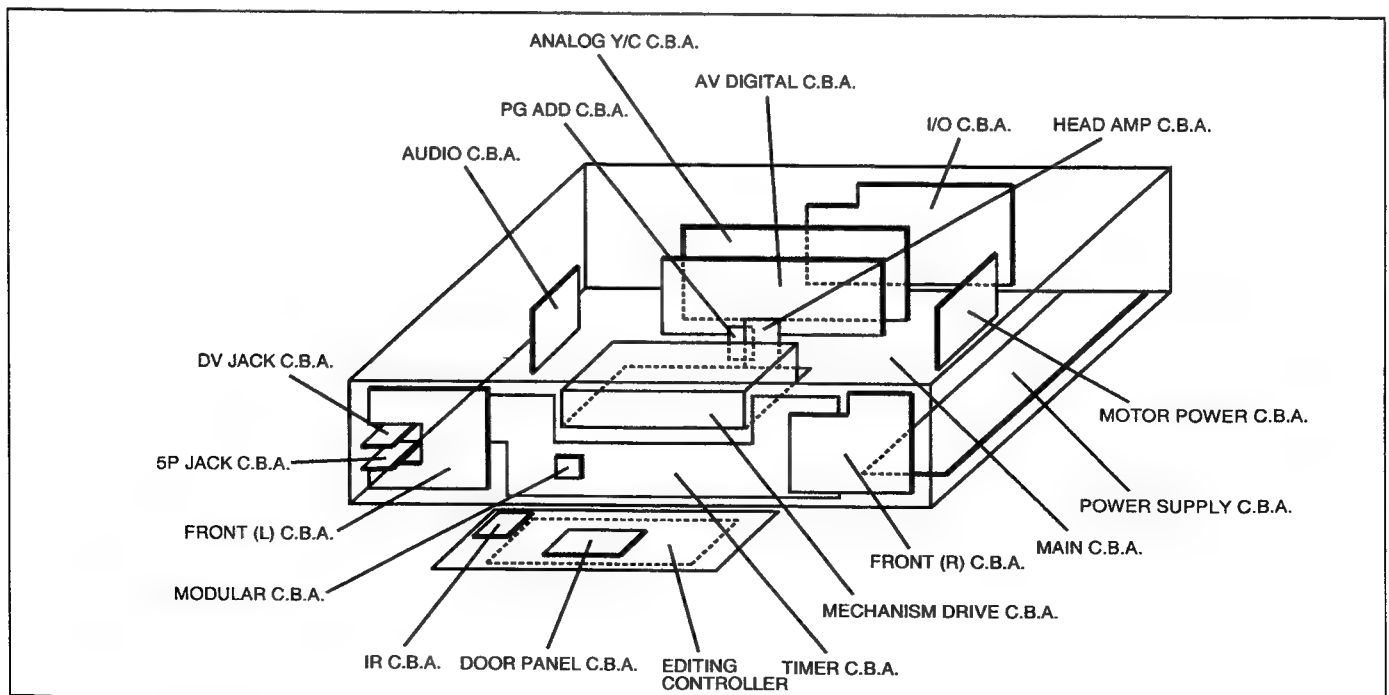 ANALOG Y/C C.B.A.
AV DIGITAL C.B.A.
PG ADD C.B.A.
I/O C.B.A.
HEAD AMP C.B.A.
AUDIO C.B.A.
DV JACK C.B.A.
MOTOR POWER C.B.A.
5P JACK C.B.A.
POWER SUPPLY C.B.A.
FRONT (L) C.B.A.
MAIN C.B.A.
FRONT (R) C.B.A.
MODULAR C.B.A.
MECHANISM DRIVE C.B.A.
IR C.B.A.
DOOR PANEL C.B.A.
EDITING
CONTROLLER
TIMER C.B.A.